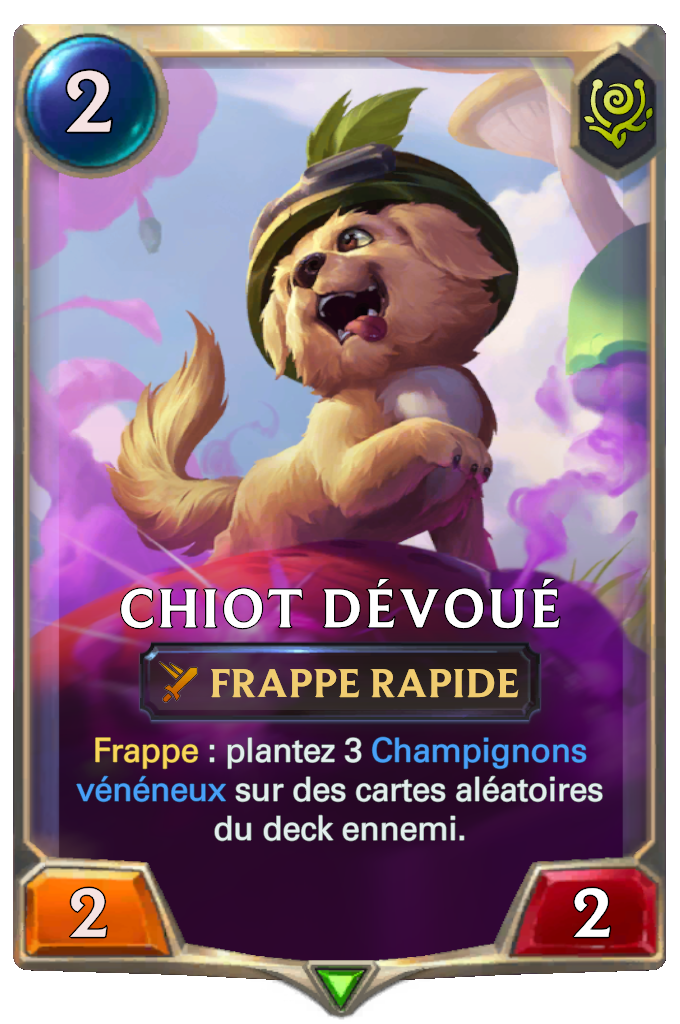 2
CHIOT DÉVOUÉ
FRAPPE RAPIDE
Frappe : plantez 3 Champignons
vénéneux sur des cartes aléatoires
du deck ennemi.
2
2